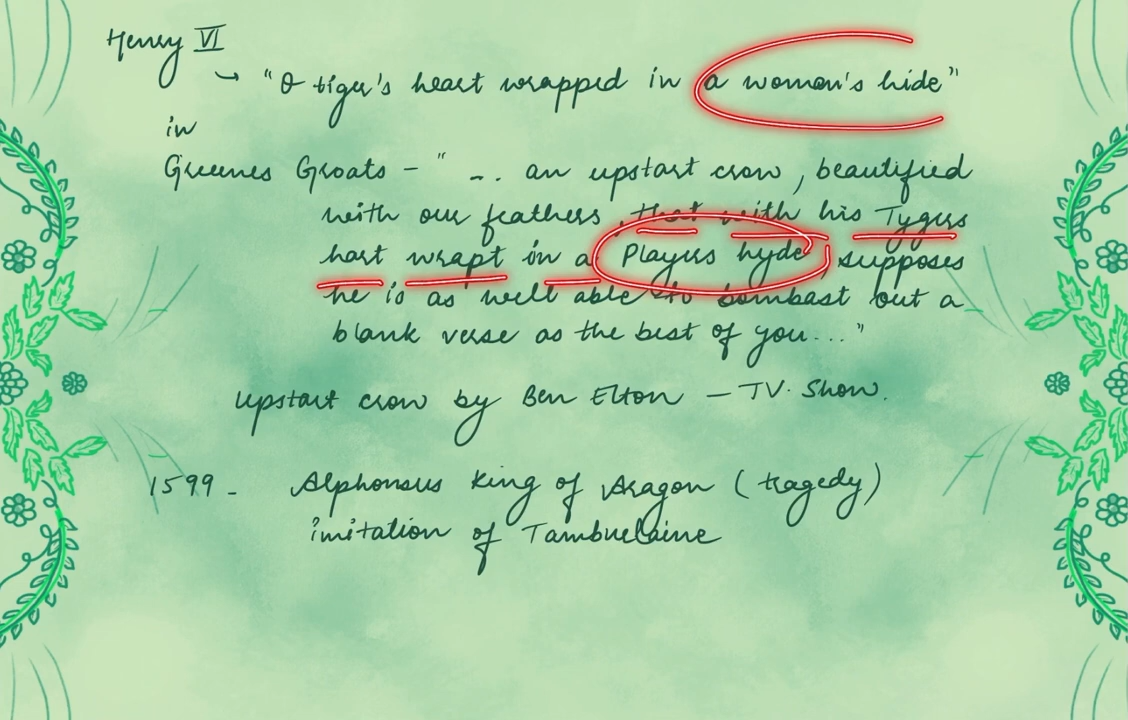 Henry VI
→ "O tiger's heart wrapped in a woman's hide"
in
Greenes Groats - " -.. an upstart crow, beautified
with our feathers, that with his Tygers
hart wrapt in a Players hyde, supposes
he is as well able to bombast out a
blank verse as the best of you..."
upstart crow by Ben Elton - TV. Show.
1599 - Alphonsus King of Aragon (tragedy)
imitation of Tambuelaine